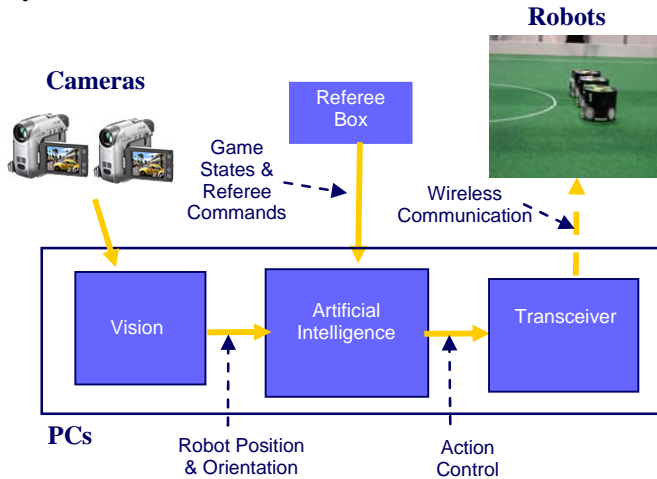 Robots
Cameras
Referee
Box
Game
States &
Referee
Commands
Wireless
Communication
Vision
Artificial
Intelligence
Transceiver
PCs
Robot Position
& Orientation
Action
Control